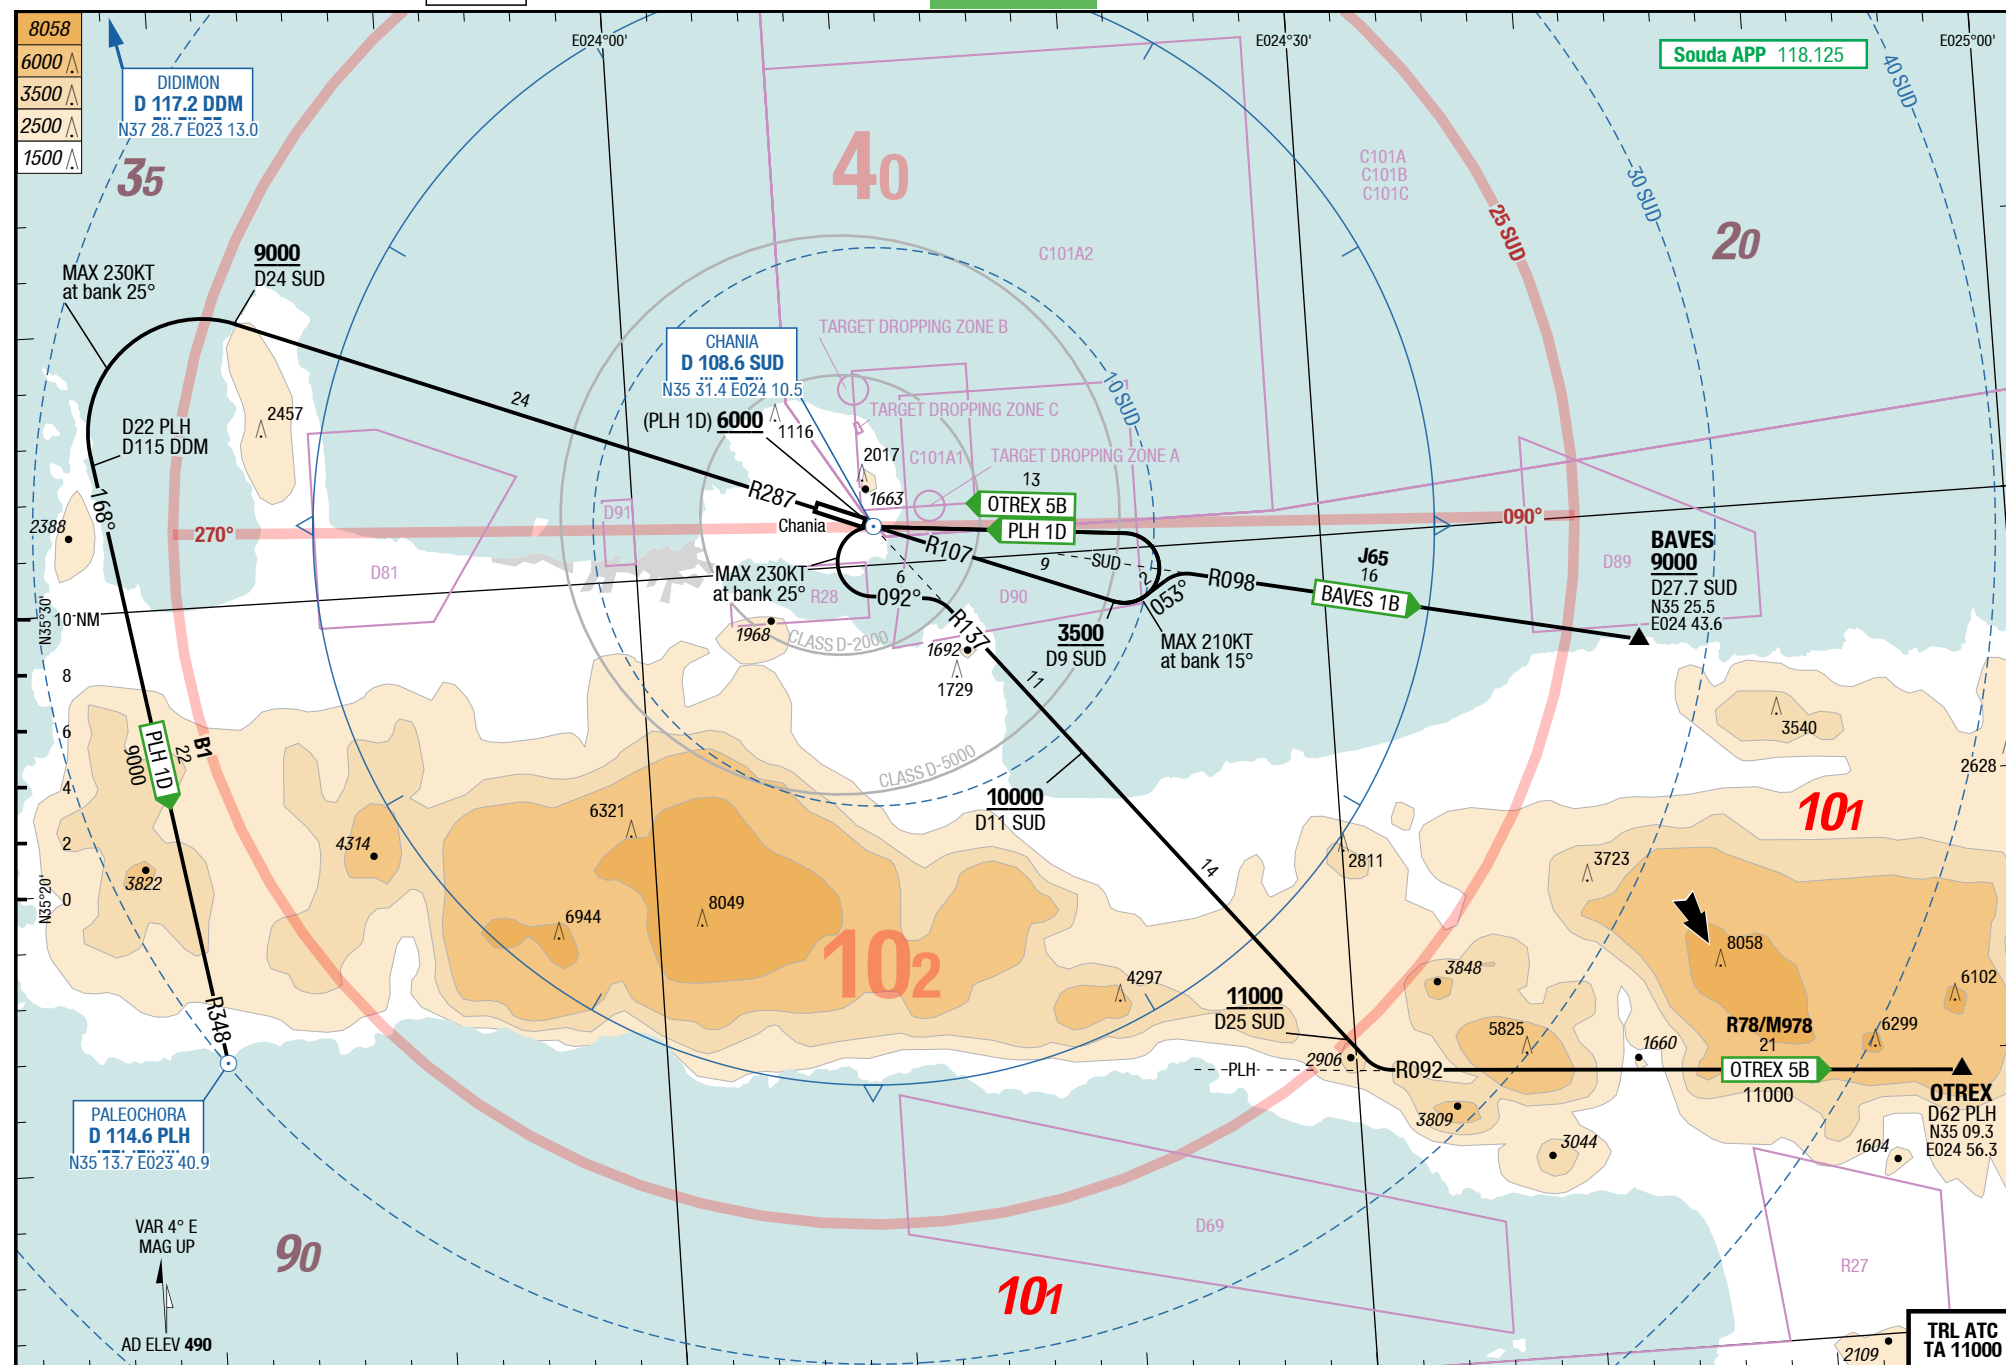 8058
6000
3500
2500
1500
E024°00'
E024°30'
E025°00'
Souda APP 118.125
DIDIMON
D 117.2 DDM
N37 28.7 E023 13.0
35
40
20
C101A
C101B
C101C
C101A2
25 SUD
30 SUD
40 SUD
9000
D24 SUD
MAX 230KT
at bank 25°
TARGET DROPPING ZONE B
CHANIA
D 108.6 SUD
N35 31.4 E024 10.5
10 SUD
24
2457
(PLH 1D) 6000
1116
TARGET DROPPING ZONE C
D22 PLH
D115 DDM
2017
C101A1
TARGET DROPPING ZONE A
13
1663
R287
OTREX 5B
168°
2388
D91
Chania
270°
090°
PLH 1D
R107
BAVES
9000
D27.7 SUD
N35 25.5
E024 43.6
D81
D89
SUD
9
2
J65
16
BAVES 1B
R098
MAX 230KT
at bank 25°
6
R28
092°
D90
053°
N35°30'
10 NM
1968
CLASS D-2000
R137
1692
1729
3500
D9 SUD
MAX 210KT
at bank 15°
11
8
6
4
2
0
N35°20'
B1
22
PLH 1D
9000
CLASS D-5000
3540
2628
10000
D11 SUD
101
6321
4314
3822
2811
3723
14
6944
8049
102
8058
3848
4297
6102
11000
D25 SUD
R348
5825
1660
R78/M978
21
6299
2906
PLH
R092
OTREX 5B
11000
OTREX
D62 PLH
N35 09.3
E024 56.3
3809
PALEOCHORA
D 114.6 PLH
N35 13.7 E023 40.9
3044
1604
D69
VAR 4° E
MAG UP
90
101
R27
AD ELEV 490
TRL ATC
TA 11000
2109